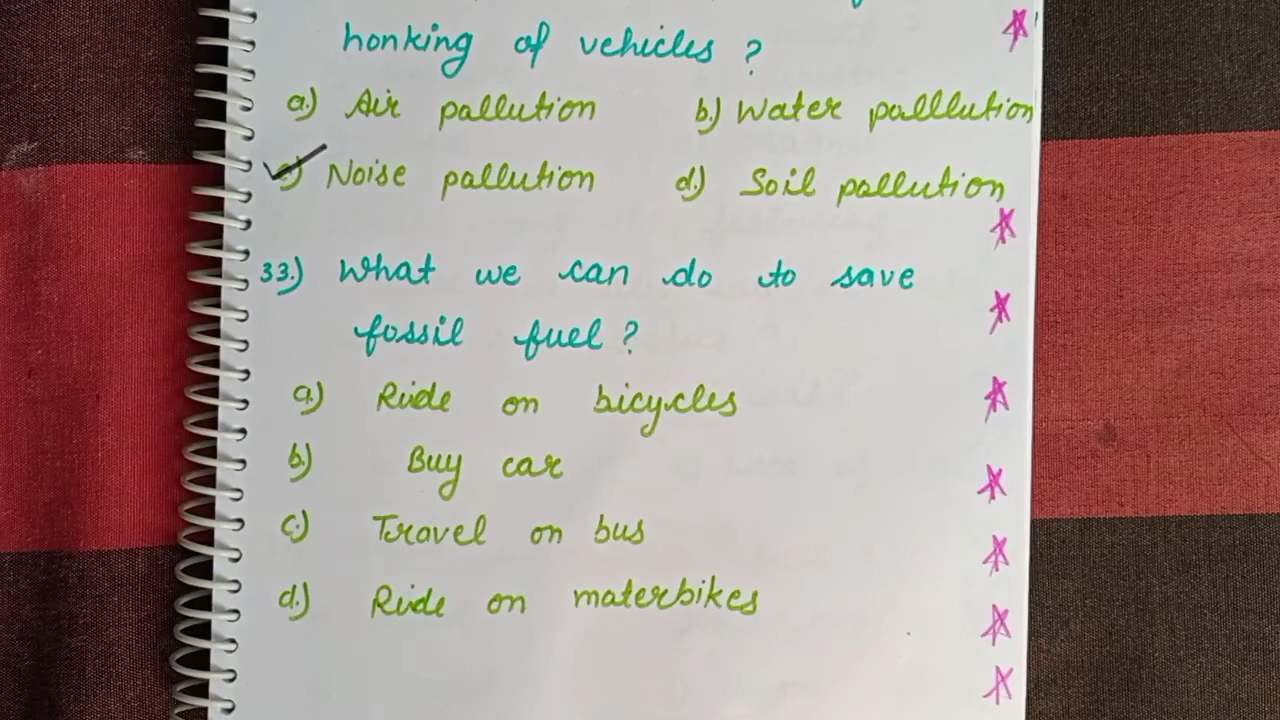 honking of vehicles ?
a.) Air pallution b.) Water palllution
c.) Noise pallution d.) Soil pallution
33.) What we can do to save
fossil fuel ?
a.) Ride on bicycles
b.) Buy car
c.) Travel on bus
d.) Ride on materbikes